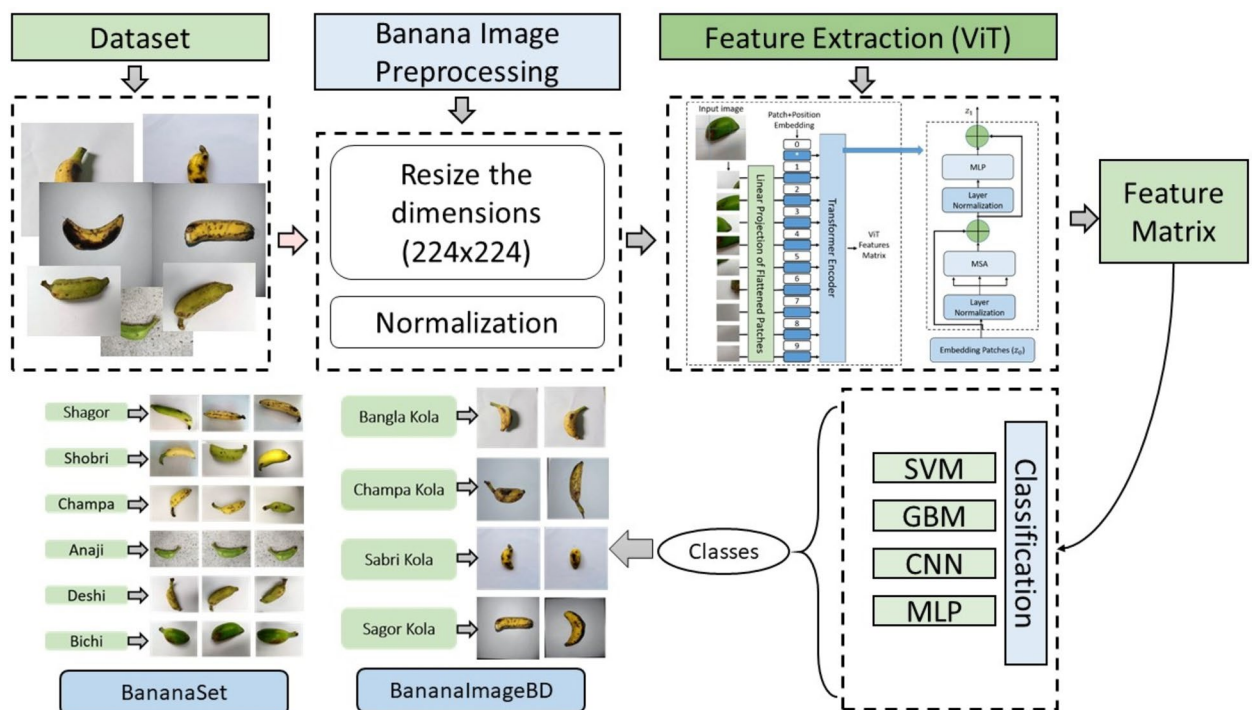 Dataset
Banana Image
Preprocessing
Feature Extraction (ViT)
Resize the
dimensions
(224x224)
Normalization
Input image
Patch+Position
Embedding
0
*
1
2
3
4
5
6
7
8
9
Linear Projection of Flattened Patches
Transformer Encoder
ViT
Features
Matrix
z₁
MLP
Layer
Normalization
MSA
Layer
Normalization
Embedding Patches (z₀)
Feature
Matrix
Shagor
Shobri
Champa
Anaji
Deshi
Bichi
BananaSet
Bangla Kola
Champa Kola
Sabri Kola
Sagor Kola
BananaImageBD
Classes
SVM
GBM
CNN
MLP
Classification